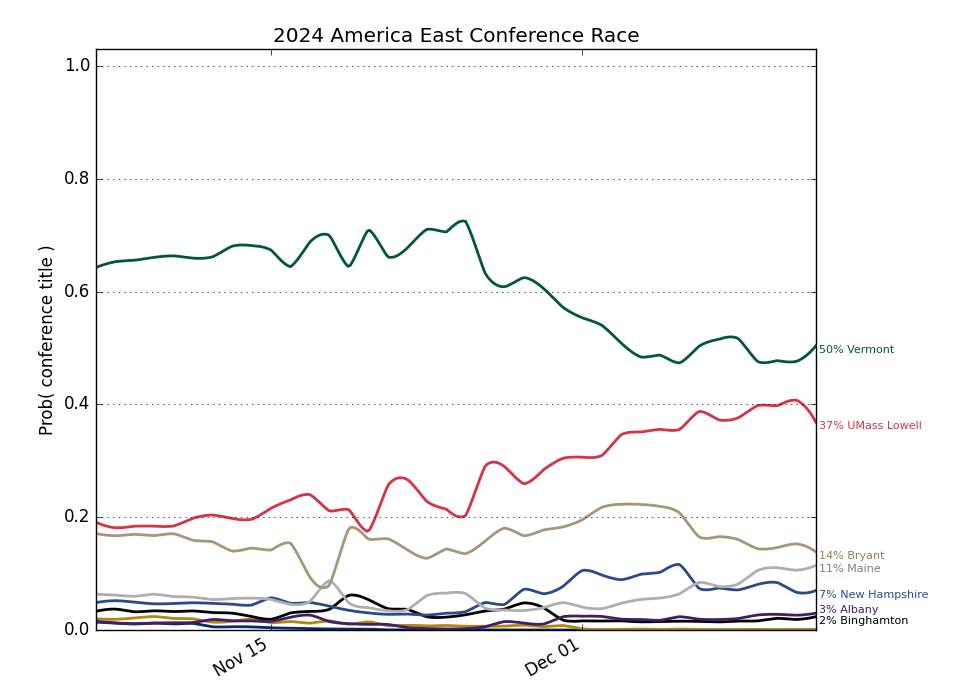 2024 America East Conference Race
1.0
0.8
0.6
0.4
0.2
0.0
Prob( conference title )
Nov 15
Dec 01
50% Vermont
37% UMass Lowell
14% Bryant
11% Maine
7% New Hampshire
3% Albany
2% Binghamton